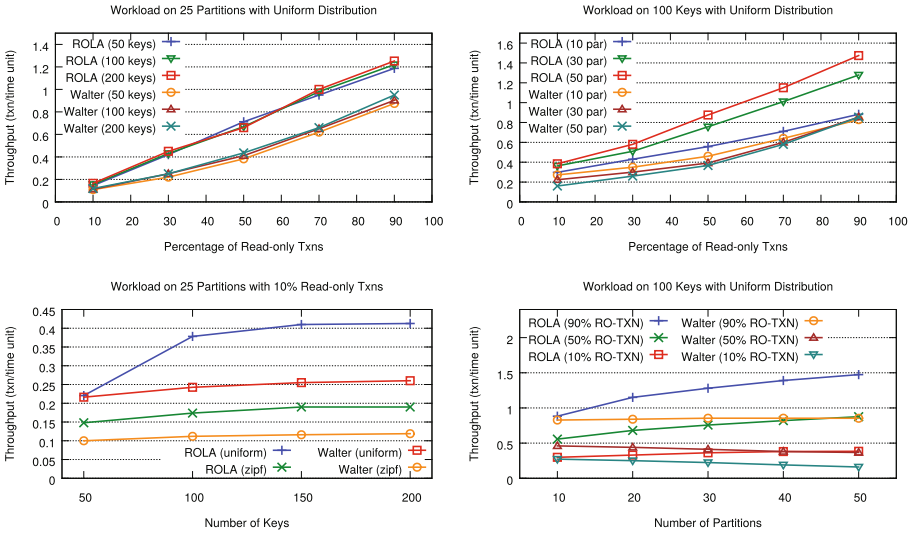 Workload on 25 Partitions with Uniform Distribution
Throughput (txn/time unit)
1.4
1.2
1
0.8
0.6
0.4
0.2
0
ROLA (50 keys)
ROLA (100 keys)
ROLA (200 keys)
Walter (50 keys)
Walter (100 keys)
Walter (200 keys)
0 10 20 30 40 50 60 70 80 90 100
Percentage of Read-only Txns
Workload on 100 Keys with Uniform Distribution
Throughput (txn/time unit)
1.6
1.4
1.2
1
0.8
0.6
0.4
0.2
0
ROLA (10 par)
ROLA (30 par)
ROLA (50 par)
Walter (10 par)
Walter (30 par)
Walter (50 par)
0 10 20 30 40 50 60 70 80 90 100
Percentage of Read-only Txns
Workload on 25 Partitions with 10% Read-only Txns
Throughput (txn/time unit)
0.45
0.4
0.35
0.3
0.25
0.2
0.15
0.1
0.05
0
ROLA (uniform) Walter (uniform)
ROLA (zipf) Walter (zipf)
50 100 150 200
Number of Keys
Workload on 100 Keys with Uniform Distribution
Throughput (txn/time unit)
2
1.5
1
0.5
0
ROLA (90% RO-TXN) Walter (90% RO-TXN)
ROLA (50% RO-TXN) Walter (50% RO-TXN)
ROLA (10% RO-TXN) Walter (10% RO-TXN)
10 20 30 40 50
Number of Partitions